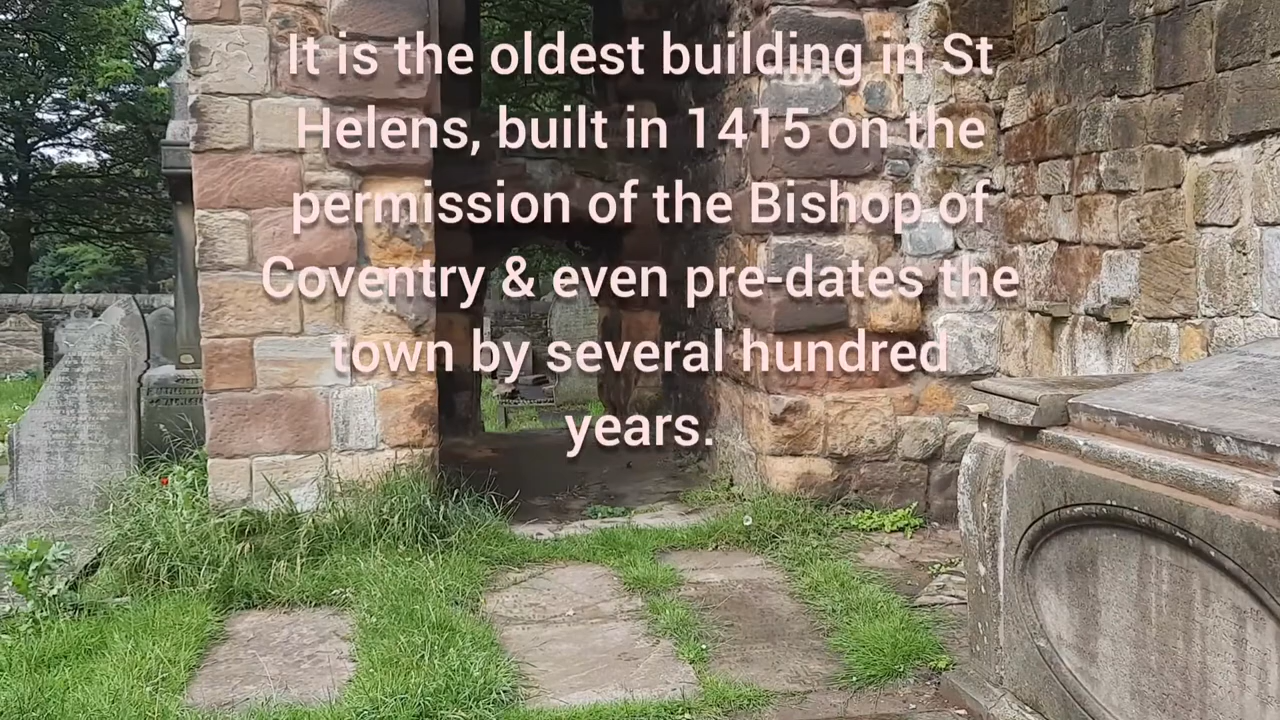 It is the oldest building in St
Helens, built in 1415 on the
permission of the Bishop of
Coventry & even pre-dates the
town by several hundred
years.